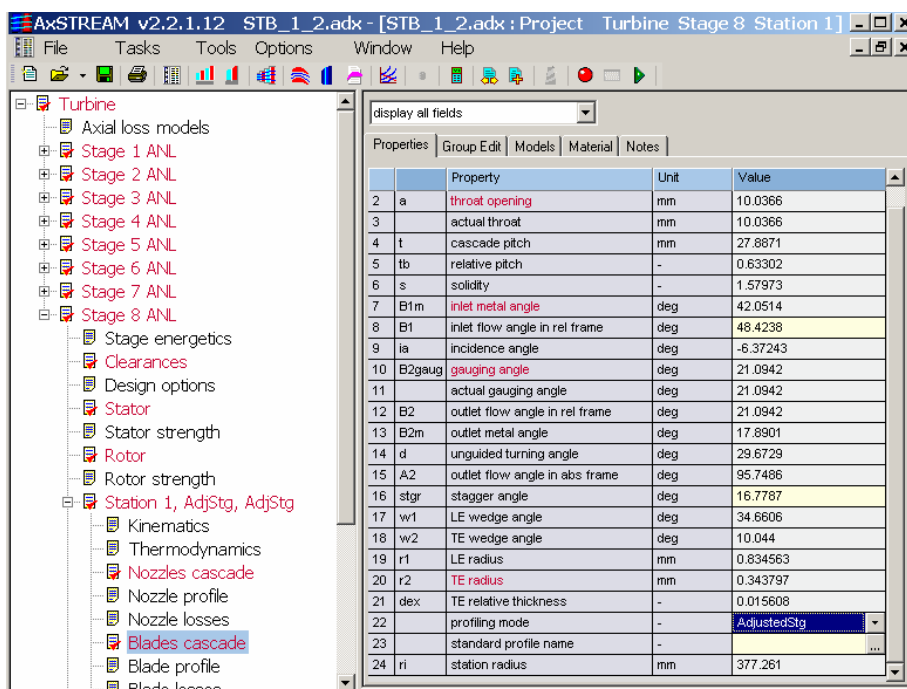 AxSTREAM v2.2.1.12 STB_1_2.adx - [STB_1_2.adx : Project Turbine Stage 8 Station 1]
File Tasks Tools Options Window Help
Turbine
Axial loss models
Stage 1 ANL
Stage 2 ANL
Stage 3 ANL
Stage 4 ANL
Stage 5 ANL
Stage 6 ANL
Stage 7 ANL
Stage 8 ANL
Stage energetics
Clearances
Design options
Stator
Stator strength
Rotor
Rotor strength
Station 1, AdjStg, AdjStg
Kinematics
Thermodynamics
Nozzles cascade
Nozzle profile
Nozzle losses
Blades cascade
Blade profile
Blade losses
display all fields
Properties Group Edit Models Material Notes
Property Unit Value
2 a throat opening mm 10.0366
3 actual throat mm 10.0366
4 t cascade pitch mm 27.8871
5 tb relative pitch - 0.63302
6 s solidity - 1.57973
7 B1m inlet metal angle deg 42.0514
8 B1 inlet flow angle in rel frame deg 48.4238
9 ia incidence angle deg -6.37243
10 B2gaug gauging angle deg 21.0942
11 actual gauging angle deg 21.0942
12 B2 outlet flow angle in rel frame deg 21.0942
13 B2m outlet metal angle deg 17.8901
14 d unguided turning angle deg 29.6729
15 A2 outlet flow angle in abs frame deg 95.7486
16 stgr stagger angle deg 16.7787
17 w1 LE wedge angle deg 34.6606
18 w2 TE wedge angle deg 10.044
19 r1 LE radius mm 0.834563
20 r2 TE radius mm 0.343797
21 dex TE relative thickness - 0.015608
22 profiling mode - AdjustedStg
23 standard profile name - ...
24 ri station radius mm 377.261